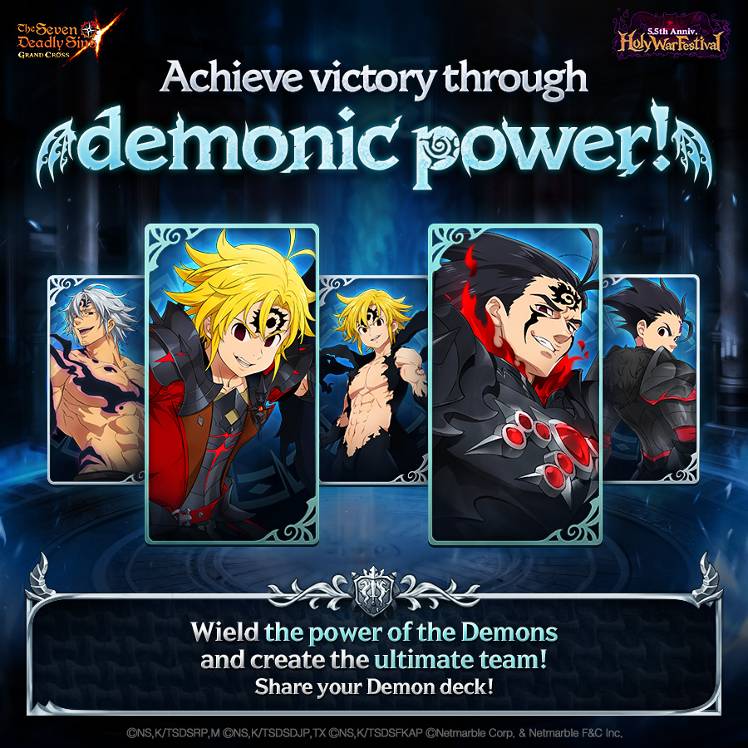 The Seven
Deadly Sins
GRAND CROSS
5.5th Anniv.
Holy War Festival
Achieve victory through
demonic power!
Wield the power of the Demons
and create the ultimate team!
Share your Demon deck!
©NS,K/TSDSRP,M ©NS,K/TSDSDJP,TX ©NS,K/TSDSFKAP ©Netmarble Corp. & Netmarble F&C Inc.